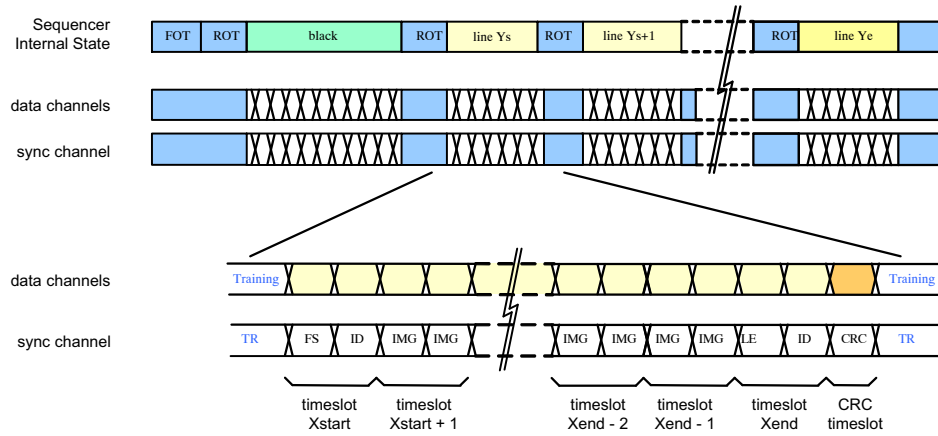 Sequencer
Internal State
FOT ROT black ROT line Ys ROT line Ys+1 ROT line Ye
data channels
sync channel
data channels Training Training
sync channel TR FS ID IMG IMG IMG IMG IMG IMG LE ID CRC TR
timeslot timeslot timeslot timeslot timeslot CRC
Xstart Xstart + 1 Xend - 2 Xend - 1 Xend timeslot